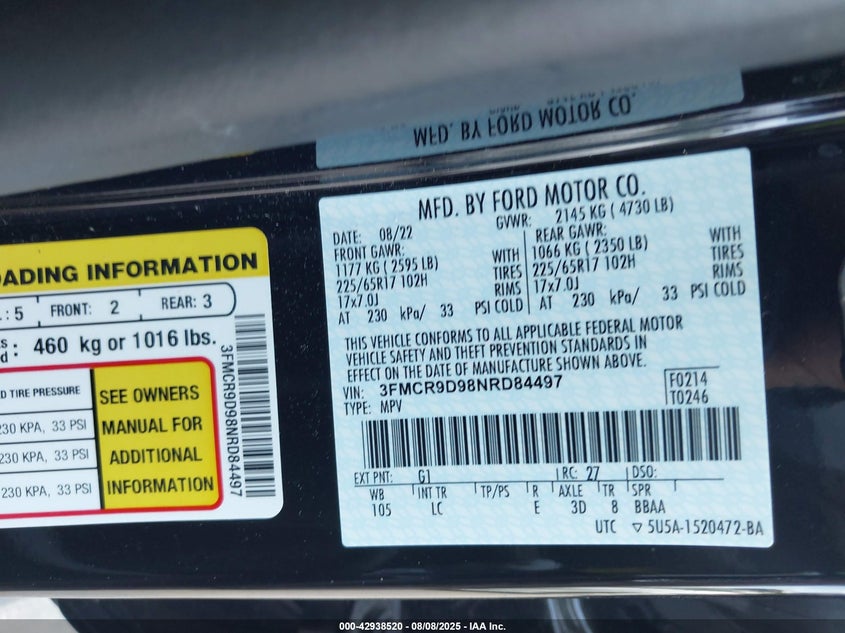 MFD. BY FORD MOTOR CO.
MFD. BY FORD MOTOR CO.
DATE: 08/22 GVWR: 2145 KG ( 4730 LB)
FRONT GAWR: REAR GAWR:
1177 KG (2595 LB) WITH 1066 KG ( 2350 LB) WITH
225/65R17 102H TIRES 225/65R17 102H TIRES
17x7.0J RIMS 17x7.0J RIMS
AT 230 kPa/ 33 PSI COLD AT 230 kPa/ 33 PSI COLD
THIS VEHICLE CONFORMS TO ALL APPLICABLE FEDERAL MOTOR
VEHICLE SAFETY AND THEFT PREVENTION STANDARDS IN
EFFECT ON THE DATE OF MANUFACTURE SHOWN ABOVE.
VIN: 3FMCR9D98NRD84497 F0214
TYPE: MPV T0246
EXT PNT: G1 RC: 27 DSO:
WB INT TR TP/PS R AXLE TR SPR
105 LC E 3D 8 BBAA
UTC ▽ 5U5A-1520472-BA
OADING INFORMATION
: 5 FRONT: 2 REAR: 3
: 460 kg or 1016 lbs.
D TIRE PRESSURE
230 KPA, 33 PSI
230 KPA, 33 PSI
230 KPA, 33 PSI
SEE OWNERS
MANUAL FOR
ADDITIONAL
INFORMATION
3FMCR9D98NRD84497
000-42938520 - 08/08/2025 - IAA Inc.